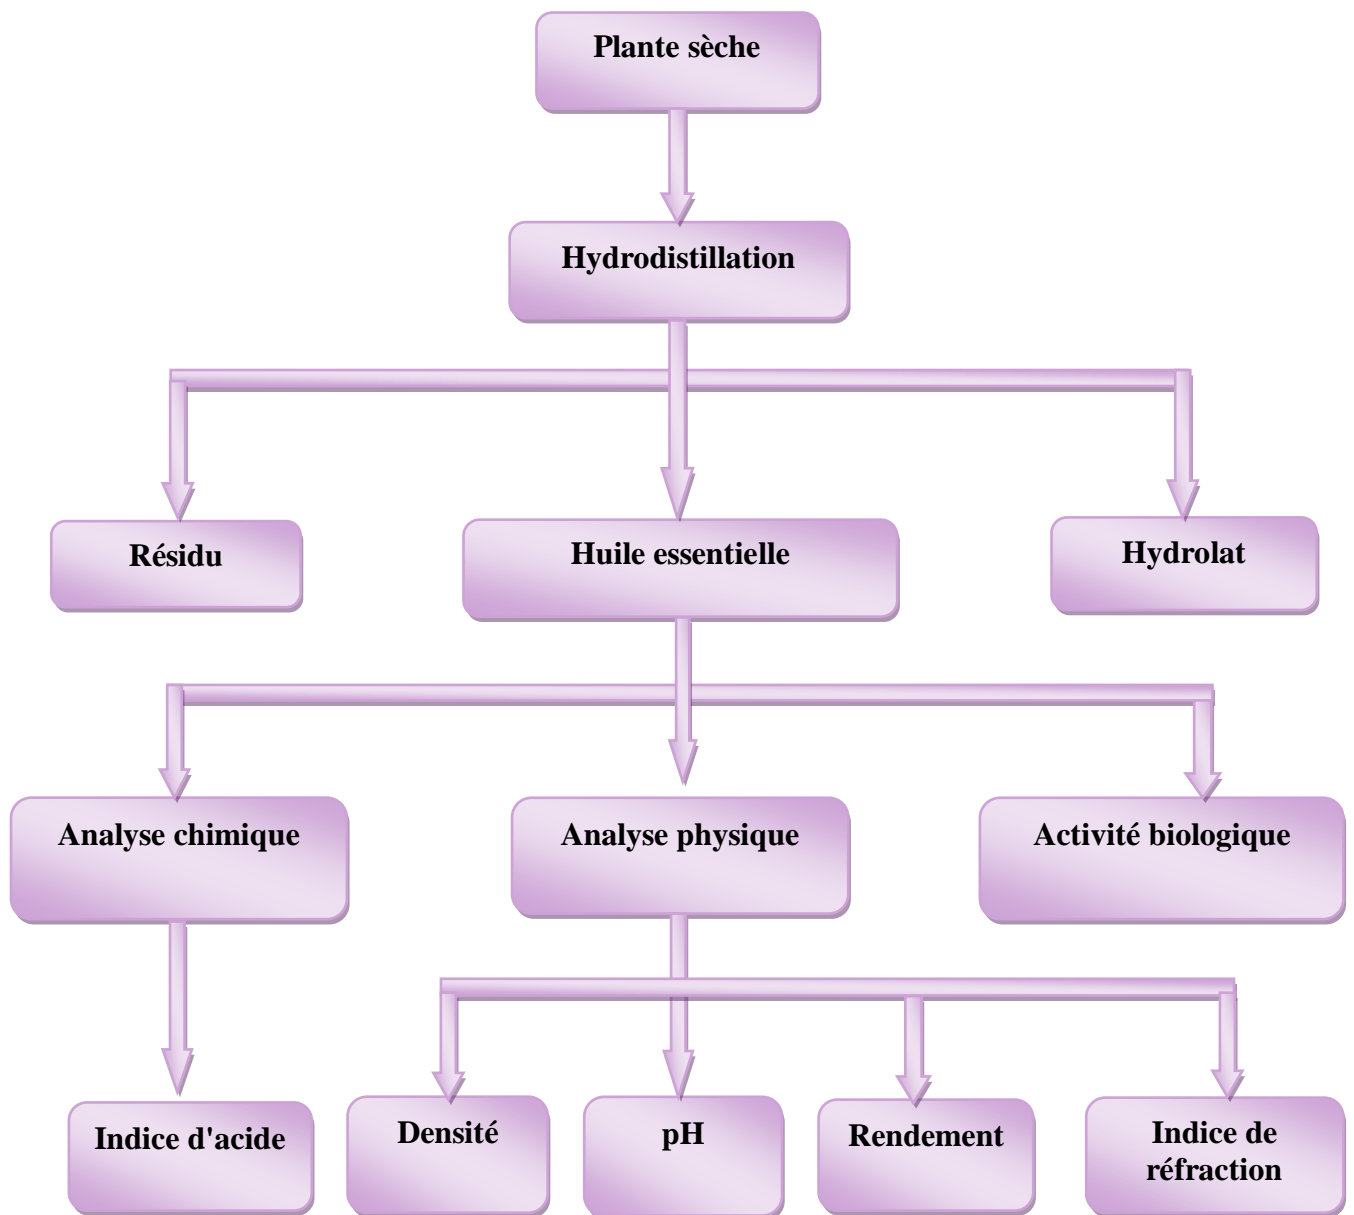 Plante sèche
Hydrodistillation
Résidu
Huile essentielle
Hydrolat
Analyse chimique
Analyse physique
Activité biologique
Indice d'acide
Densité
pH
Rendement
Indice de
réfraction